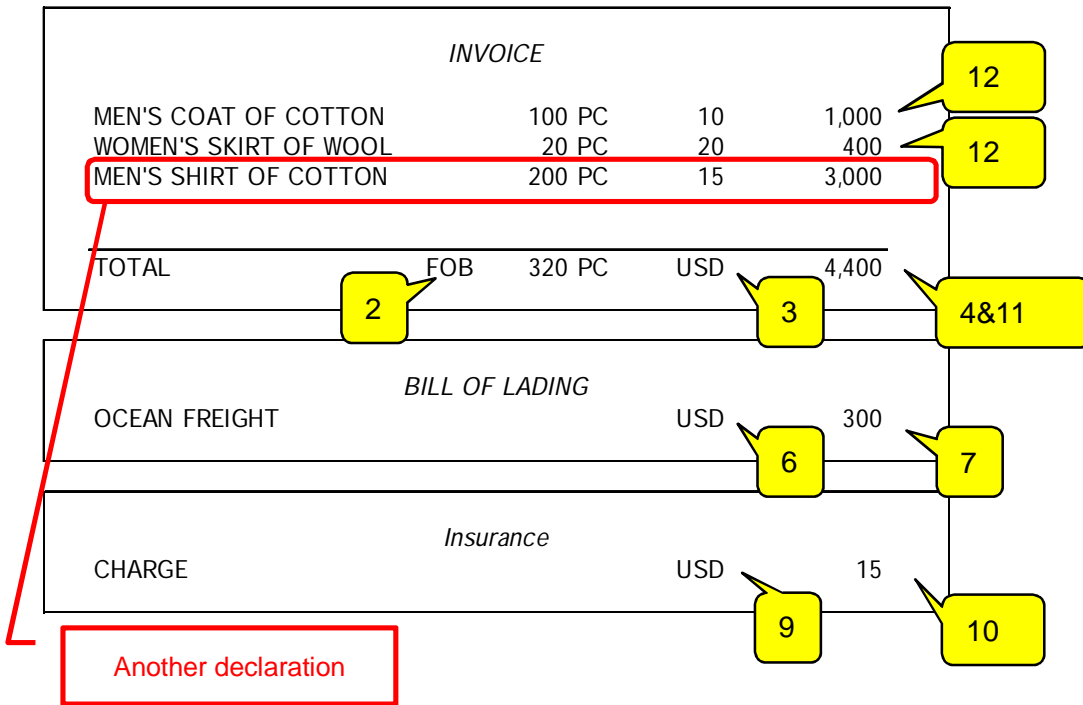 INVOICE
12
MEN'S COAT OF COTTON 100 PC 10 1,000
WOMEN'S SKIRT OF WOOL 20 PC 20 400
12
MEN'S SHIRT OF COTTON 200 PC 15 3,000
TOTAL FOB 320 PC USD 4,400
2
3
4&11
BILL OF LADING
OCEAN FREIGHT USD 300
6
7
Insurance
CHARGE USD 15
9
10
Another declaration